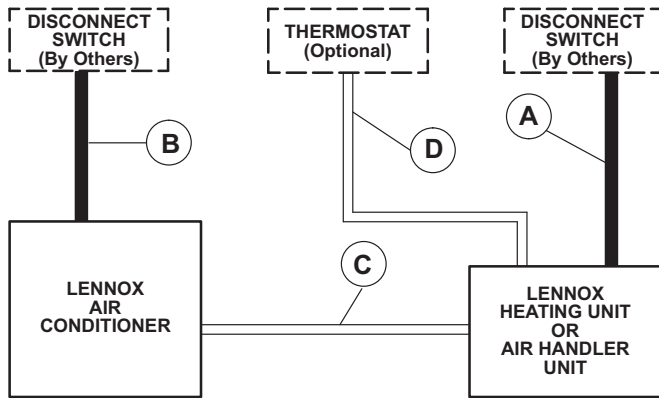 DISCONNECT
SWITCH
(By Others)
THERMOSTAT
(Optional)
DISCONNECT
SWITCH
(By Others)
B
D
A
C
LENNOX
AIR
CONDITIONER
LENNOX
HEATING UNIT
OR
AIR HANDLER
UNIT